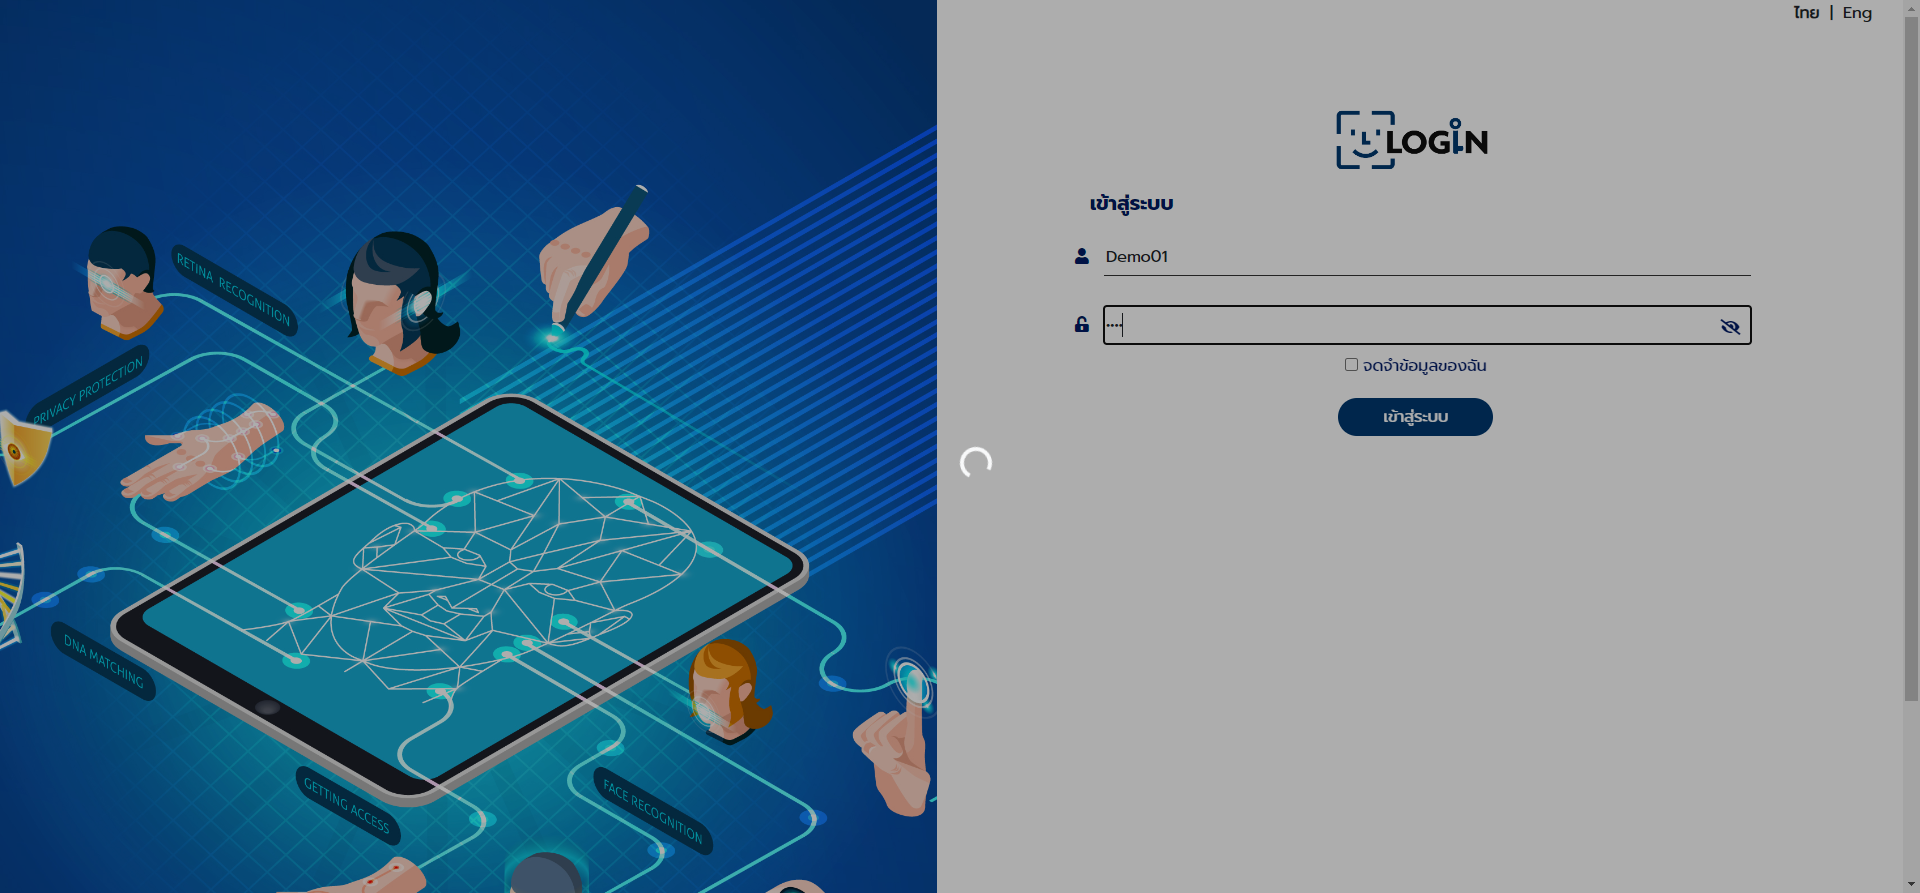 ไทย | Eng
LOGIN
เข้าสู่ระบบ
Demo01
••••
จดจำข้อมูลของฉัน
เข้าสู่ระบบ
RETINA RECOGNITION
PRIVACY PROTECTION
DNA MATCHING
GETTING ACCESS
FACE RECOGNITION